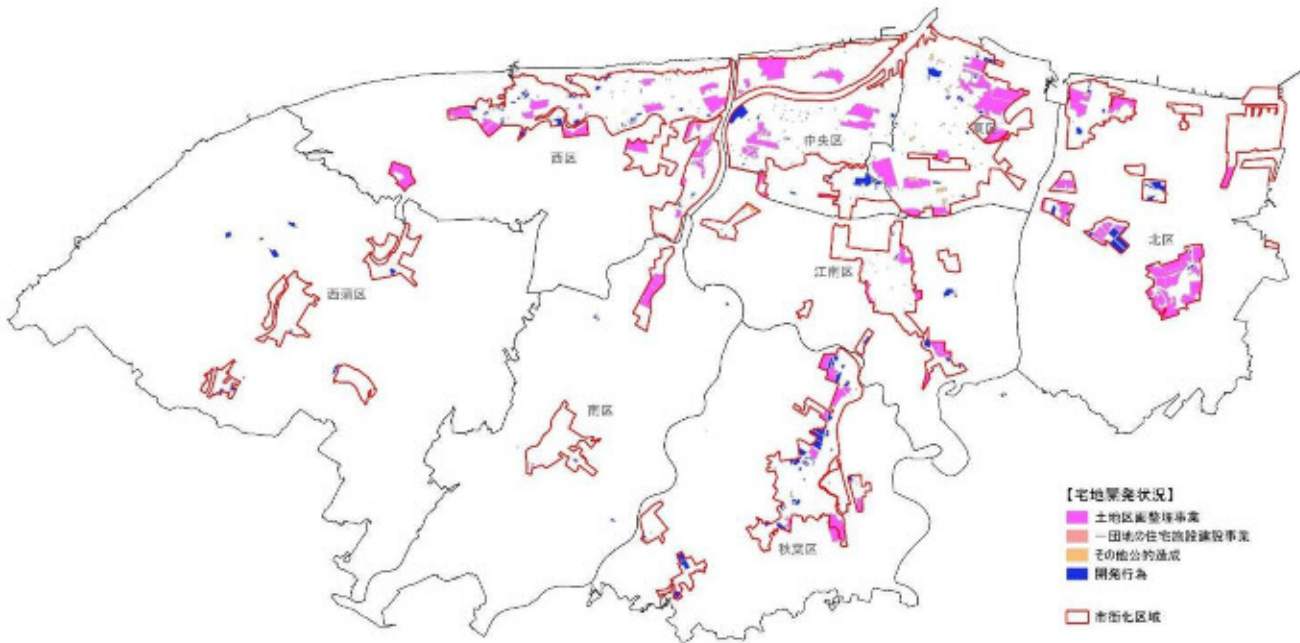 東区
中央区
西区
北区
江南区
西蒲区
南区
秋葉区
【宅地開発状況】
土地区画整理事業
一団地の住宅施設建設事業
その他公的造成
開発行為
市街化区域